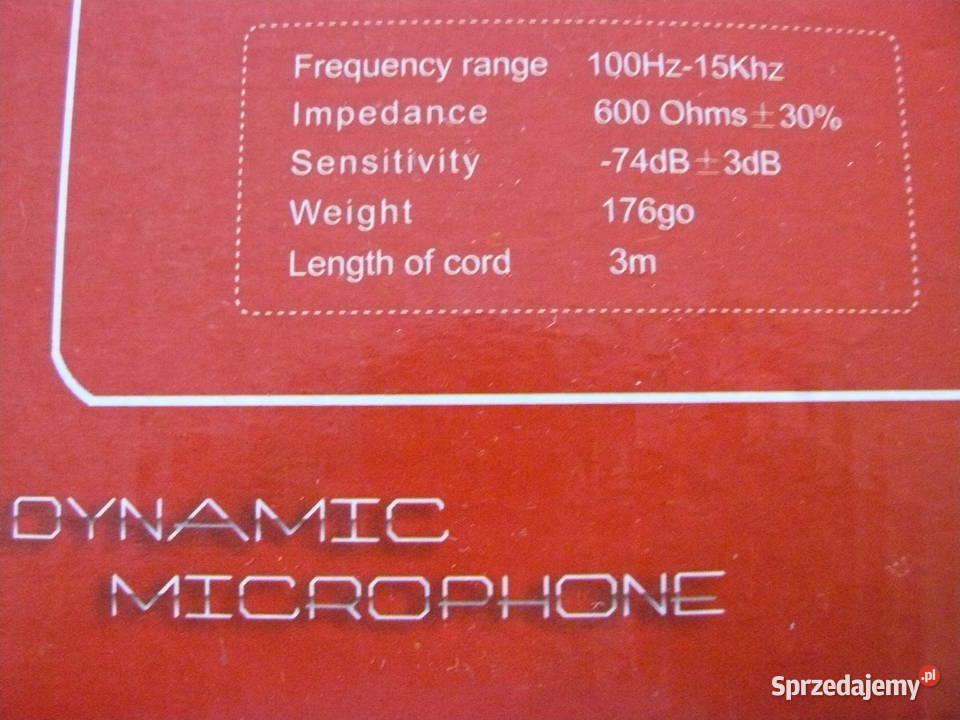 Frequency range 100Hz-15Khz
Impedance 600 Ohms±30%
Sensitivity -74dB±3dB
Weight 176go
Length of cord 3m
DYNAMIC
MICROPHONE
Sprzedajemy.pl